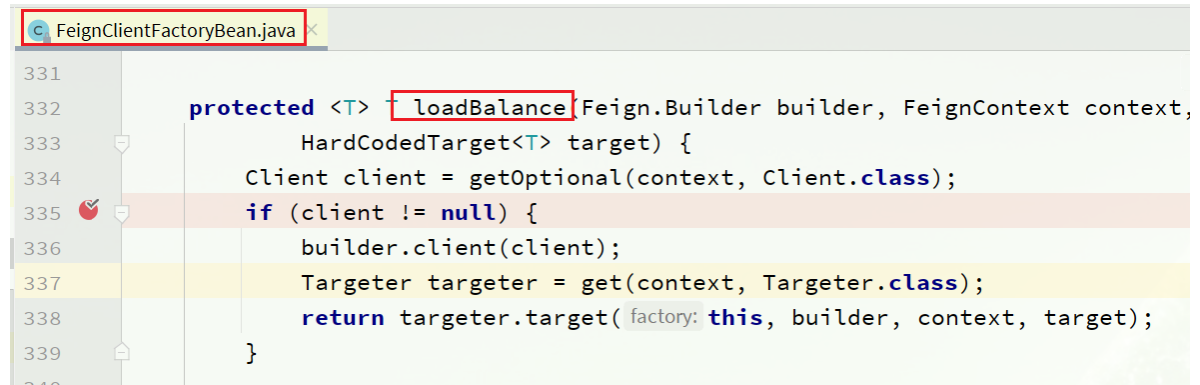 C FeignClientFactoryBean.java
331
332 protected <T> T loadBalance(Feign.Builder builder, FeignContext context,
333 HardCodedTarget<T> target) {
334 Client client = getOptional(context, Client.class);
335 if (client != null) {
336 builder.client(client);
337 Targeter targeter = get(context, Targeter.class);
338 return targeter.target( factory: this, builder, context, target);
339 }
340